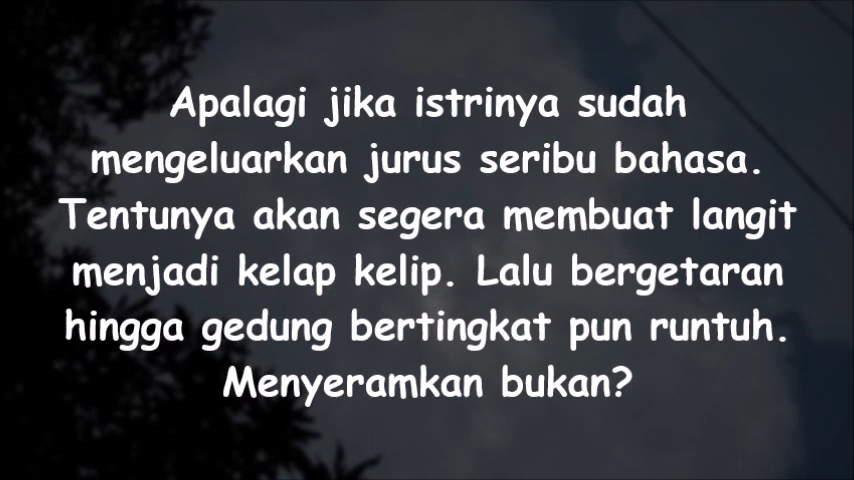 Apalagi jika istrinya sudah
mengeluarkan jurus seribu bahasa.
Tentunya akan segera membuat langit
menjadi kelap kelip. Lalu bergetaran
hingga gedung bertingkat pun runtuh.
Menyeramkan bukan?